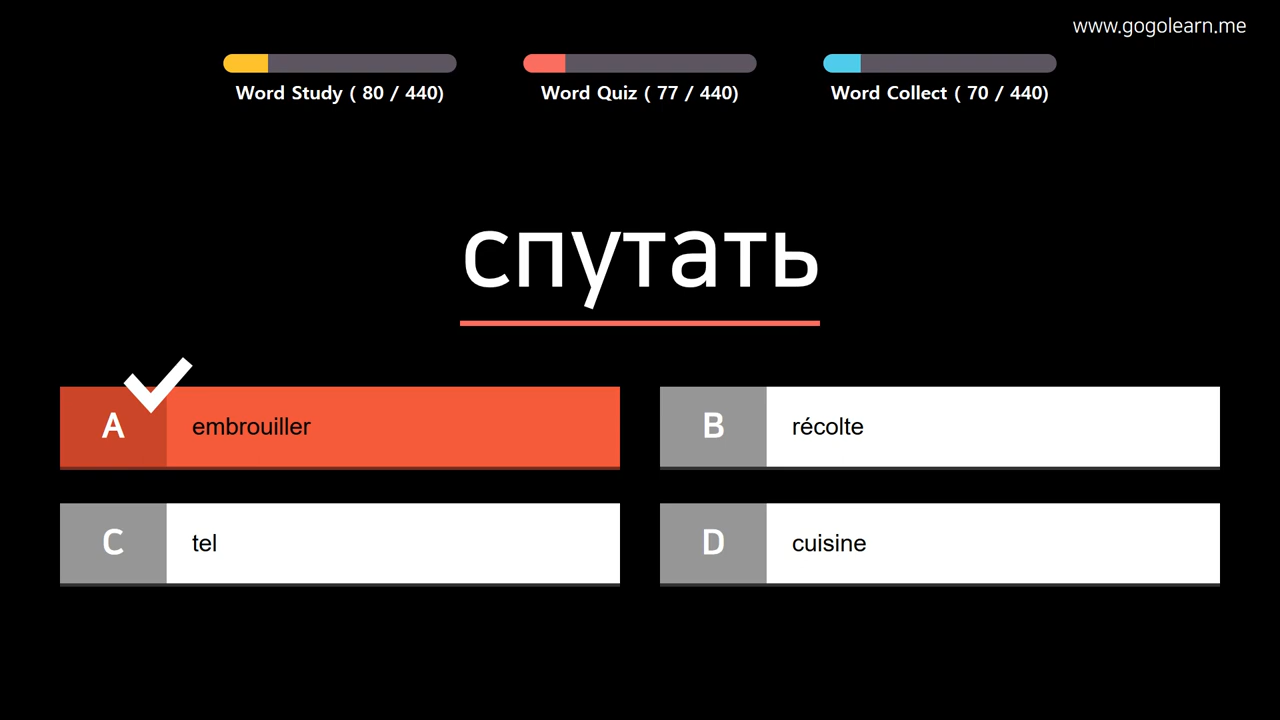 www.gogolearn.me
Word Study ( 80 / 440)
Word Quiz ( 77 / 440)
Word Collect ( 70 / 440)
спутать
A embrouiller
B récolte
C tel
D cuisine